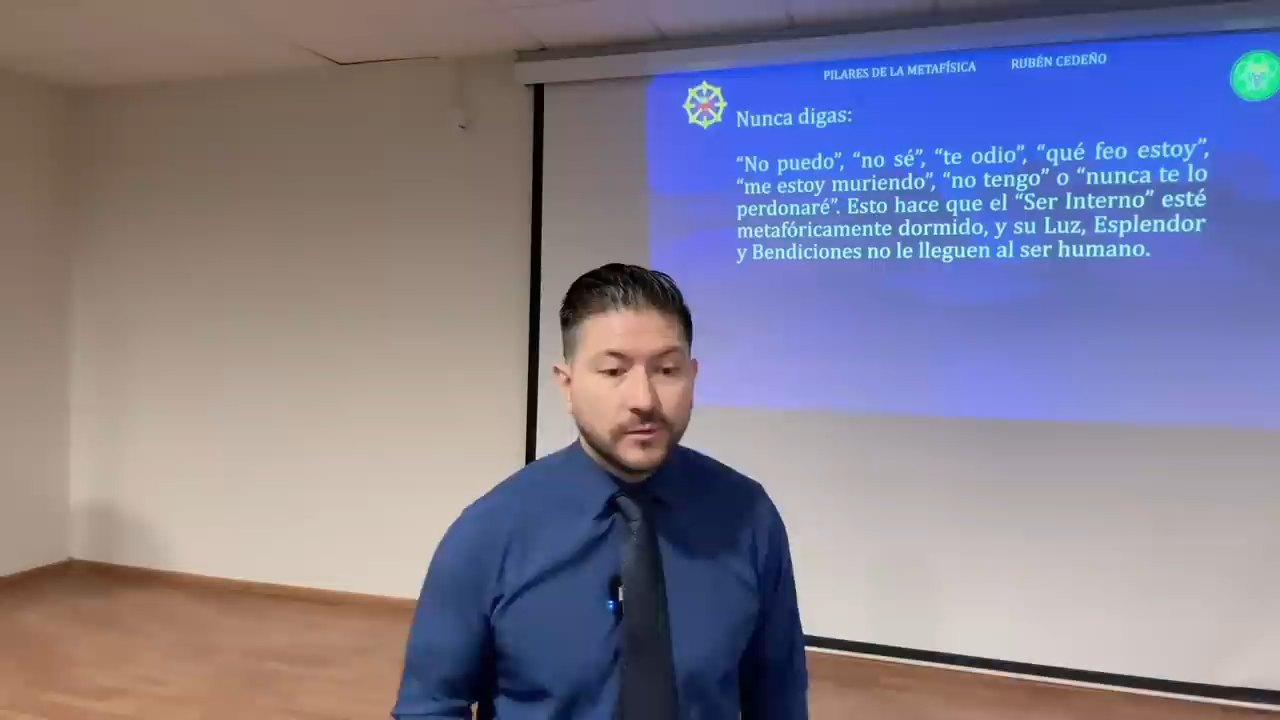 PILARES DE LA METAFÍSICA RUBÉN CEDEÑO
Nunca digas:
“No puedo”, “no sé”, “te odio”, “qué feo estoy”,
“me estoy muriendo”, “no tengo” o “nunca te lo
perdonaré”. Esto hace que el “Ser Interno” esté
metafóricamente dormido, y su Luz, Esplendor
y Bendiciones no le lleguen al ser humano.